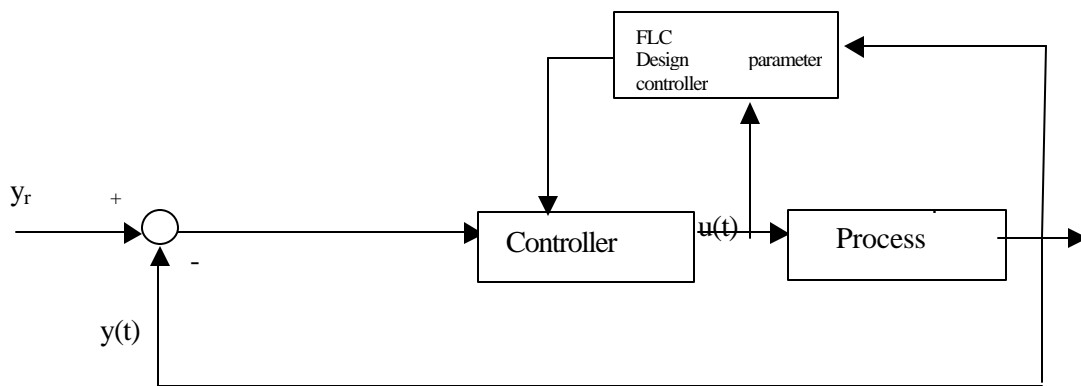 FLC
Design parameter
controller
yr
+
-
Controller
u(t)
Process
y(t)